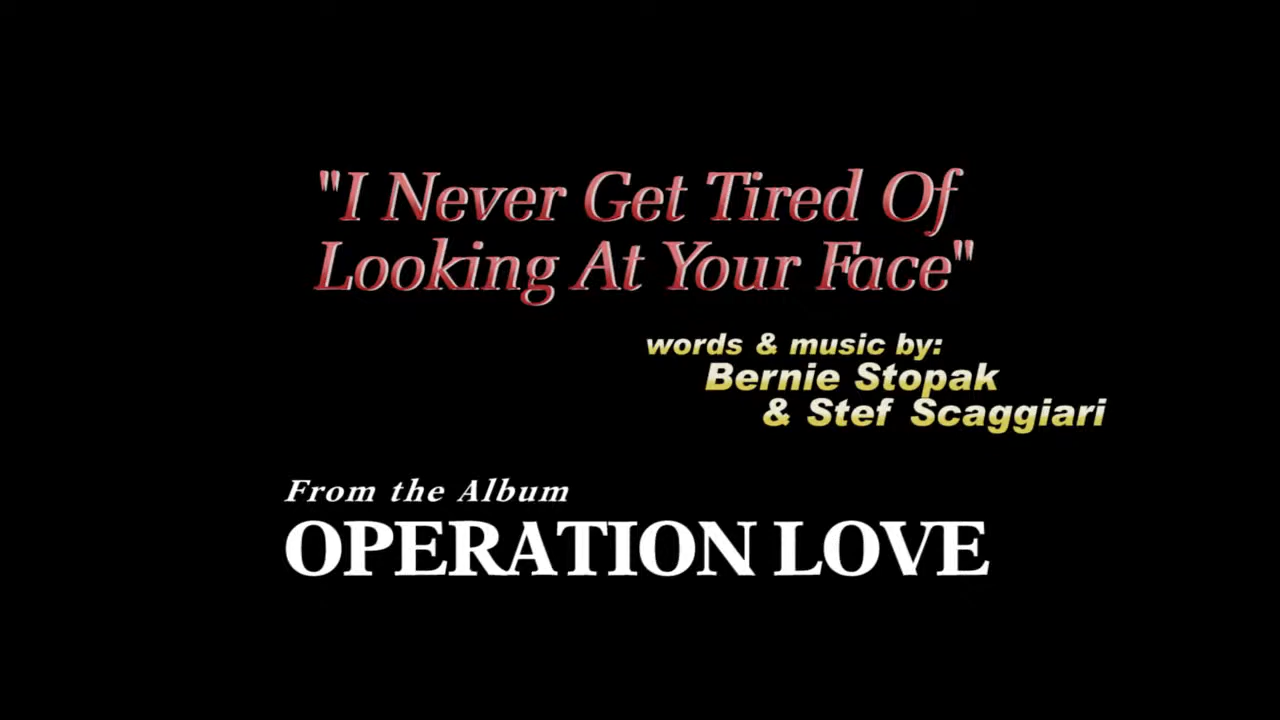 "I Never Get Tired Of
Looking At Your Face"
words & music by:
Bernie Stopak
& Stef Scaggiari
From the Album
OPERATION LOVE